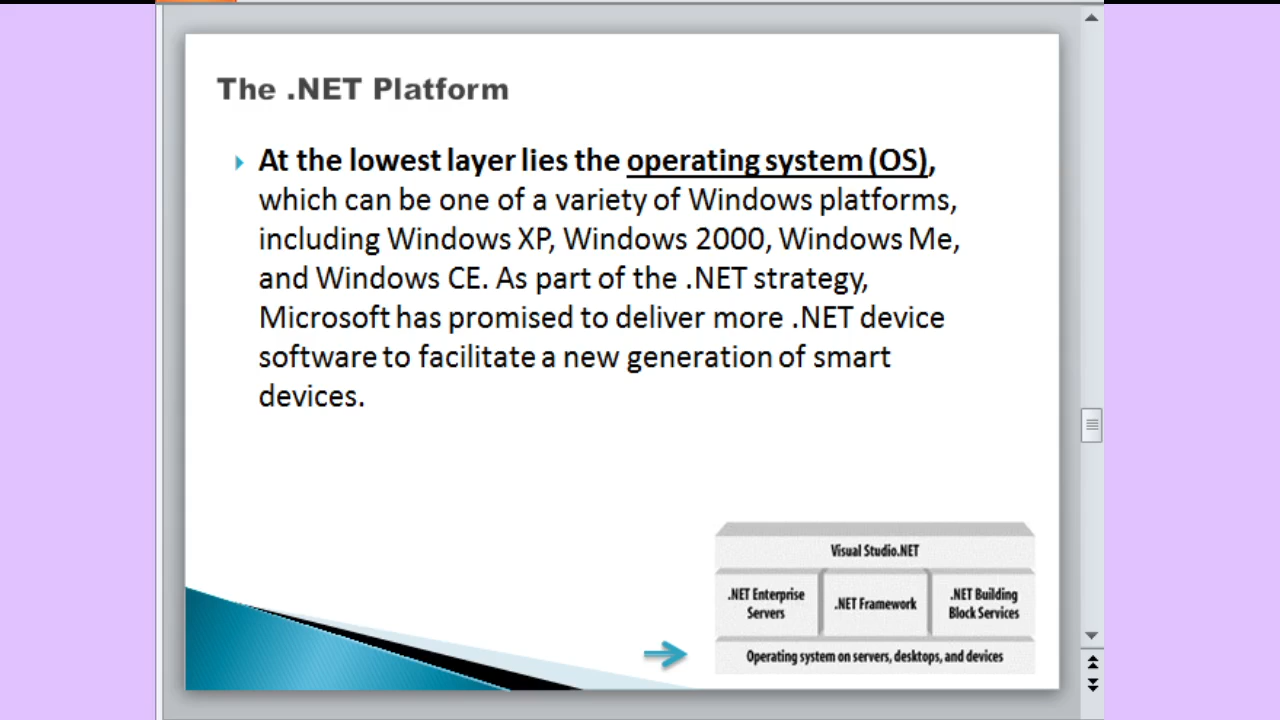 The .NET Platform
At the lowest layer lies the operating system (OS),
which can be one of a variety of Windows platforms,
including Windows XP, Windows 2000, Windows Me,
and Windows CE. As part of the .NET strategy,
Microsoft has promised to deliver more .NET device
software to facilitate a new generation of smart
devices.
Visual Studio.NET
.NET Enterprise
Servers
.NET Framework
.NET Building
Block Services
Operating system on servers, desktops, and devices